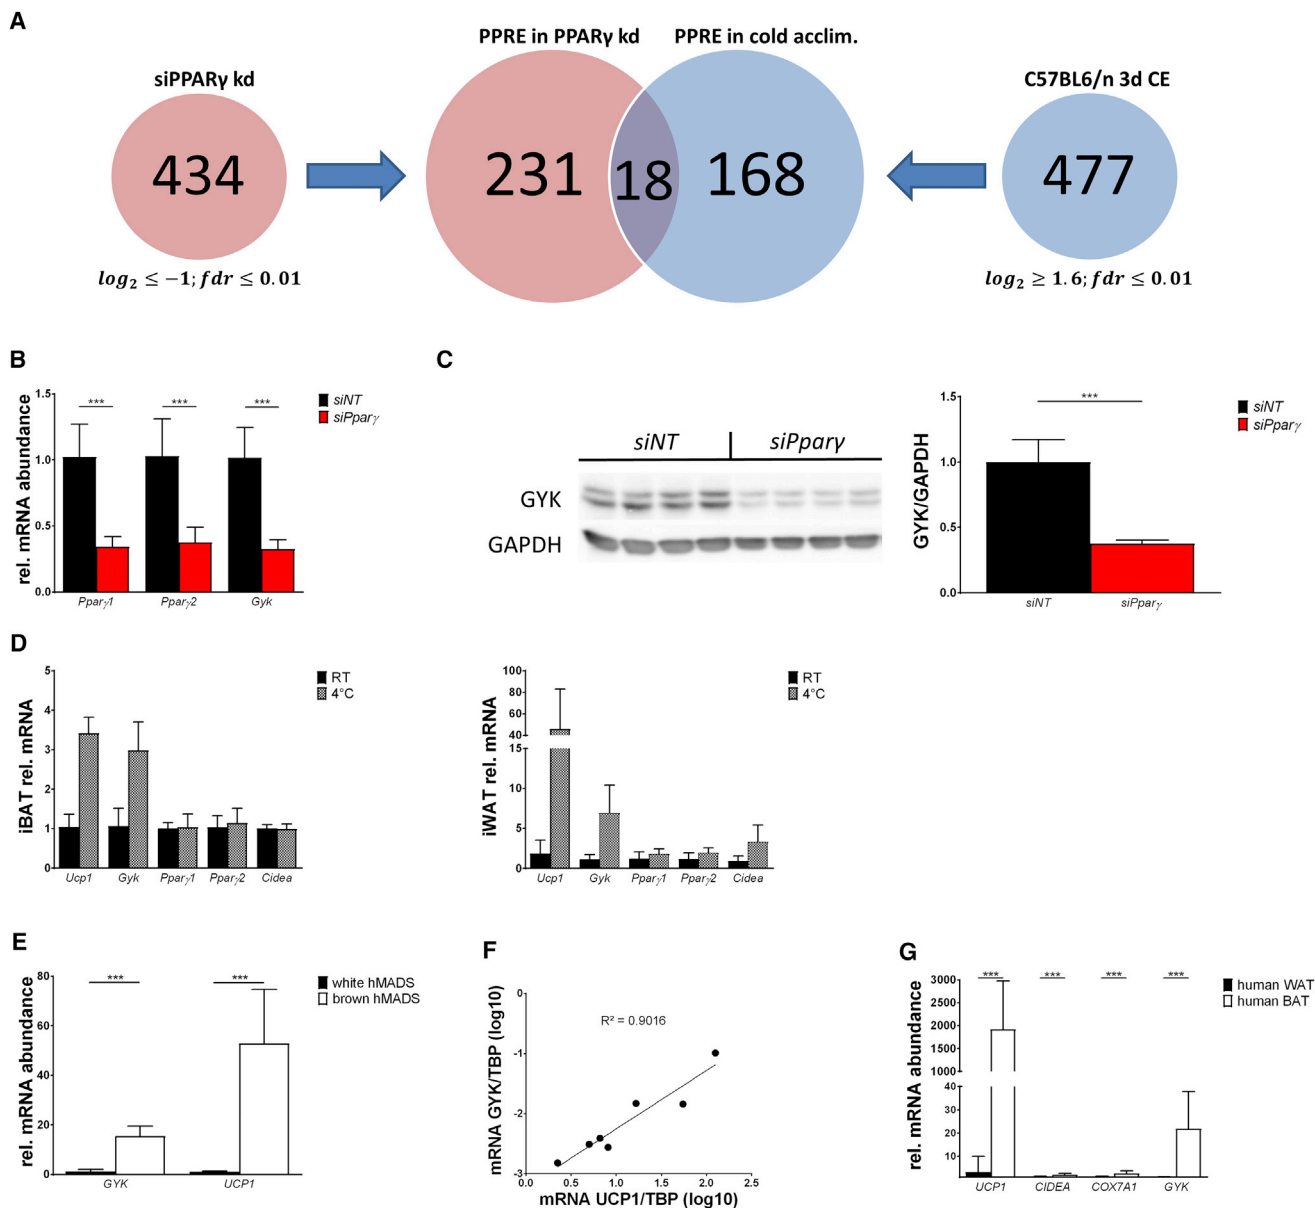 A
PPRE in PPARγ kd PPRE in cold acclim.
siPPARγ kd
C57BL6/n 3d CE
434
231
18
168
477
log₂ ≤ −1; fdr ≤ 0.01
log₂ ≥ 1.6; fdr ≤ 0.01
B
rel. mRNA abundance
1.5
1.0
0.5
0.0
*** *** ***
siNT
siPparγ
Pparγ1 Pparγ2 Gyk
C
siNT siPparγ
GYK
GAPDH
GYK/GAPDH
1.5
1.0
0.5
0.0
***
siNT
siPparγ
siNT siPparγ
D
iBAT rel. mRNA
5
4
3
2
1
0
RT
4°C
Ucp1 Gyk Pparγ1 Pparγ2 Cidea
iWAT rel. mRNA
100
80
60
40
15
10
5
0
RT
4°C
Ucp1 Gyk Pparγ1 Pparγ2 Cidea
E
rel. mRNA abundance
80
60
40
20
0
*** ***
white hMADS
brown hMADS
GYK UCP1
F
mRNA GYK/TBP (log10)
0
-1
-2
-3
R² = 0.9016
0.0 0.5 1.0 1.5 2.0 2.5
mRNA UCP1/TBP (log10)
G
rel. mRNA abundance
3000
2500
2000
1500
1000
40
30
20
10
0
*** *** *** ***
human WAT
human BAT
UCP1 CIDEA COX7A1 GYK